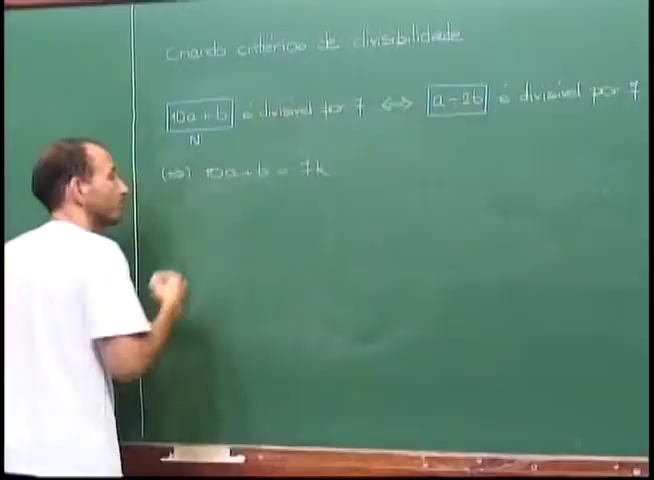 Criando critérios de divisibilidade
10a+b é divisível por 7 ⇔ a-2b é divisível por 7
N
(⇒) 10a+b = 7k